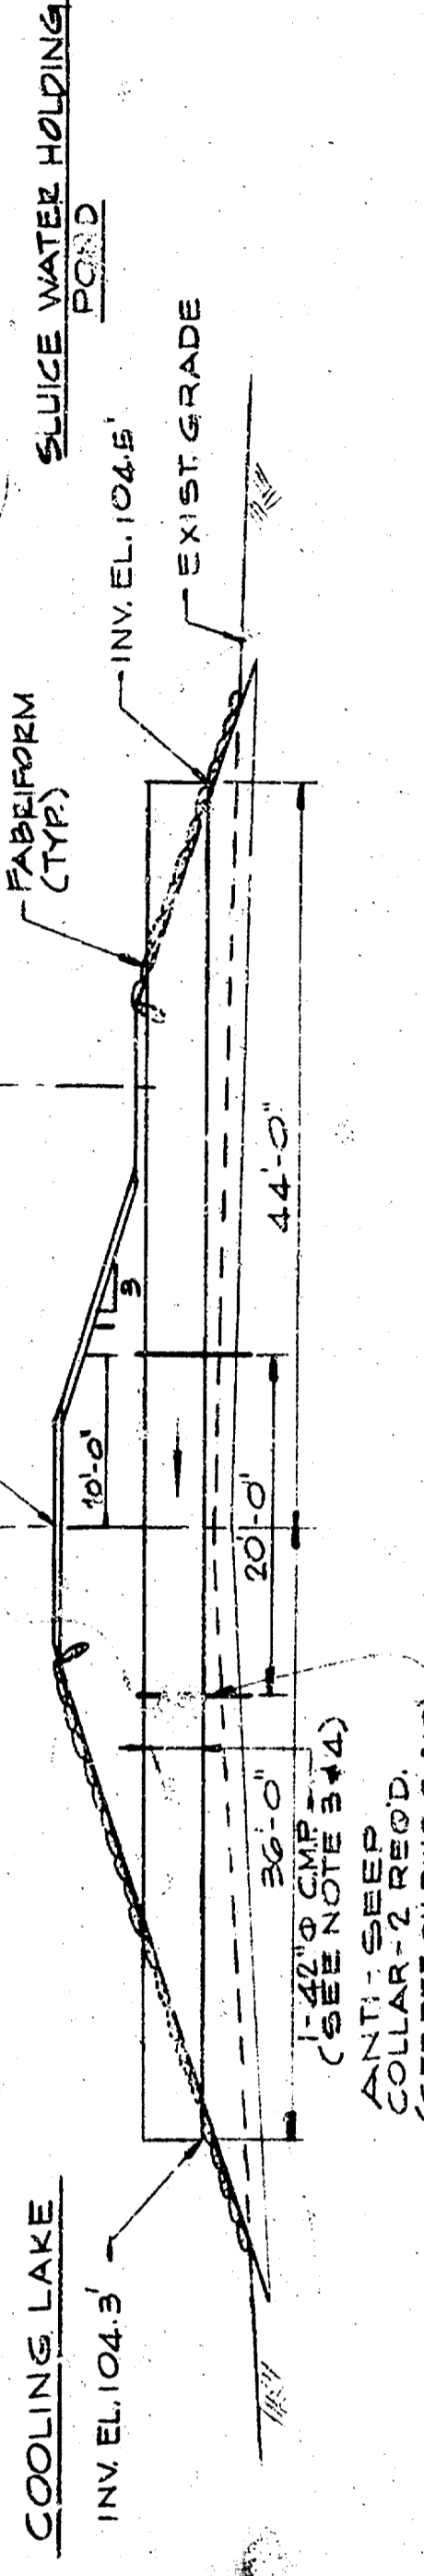 COOLING LAKE
INV. EL. 104.3'
SLUICE WATER HOLDING
POND
FABRIFORM
(TYP.)
INV. EL. 104.5'
EXIST. GRADE
3
10'-0"
20'-0"
36'-0"
44'-0"
1-42"Φ C.M.P.
(SEE NOTE 3 & 4)
ANTI-SEEP
COLLAR-2 REQ'D.